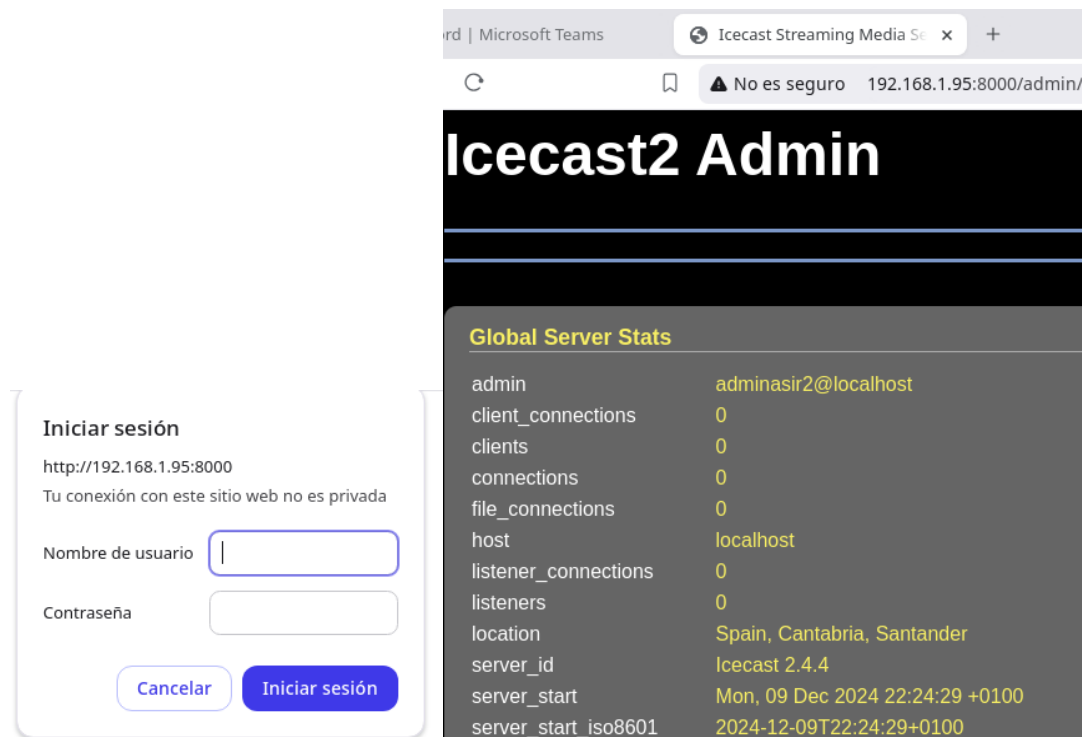 rd | Microsoft Teams
Icecast Streaming Media Se
No es seguro 192.168.1.95:8000/admin/
Icecast2 Admin
Global Server Stats
admin adminasir2@localhost
client_connections 0
clients 0
connections 0
file_connections 0
host localhost
listener_connections 0
listeners 0
location Spain, Cantabria, Santander
server_id Icecast 2.4.4
server_start Mon, 09 Dec 2024 22:24:29 +0100
server_start_iso8601 2024-12-09T22:24:29+0100
Iniciar sesión
http://192.168.1.95:8000
Tu conexión con este sitio web no es privada
Nombre de usuario
Contraseña
Cancelar Iniciar sesión